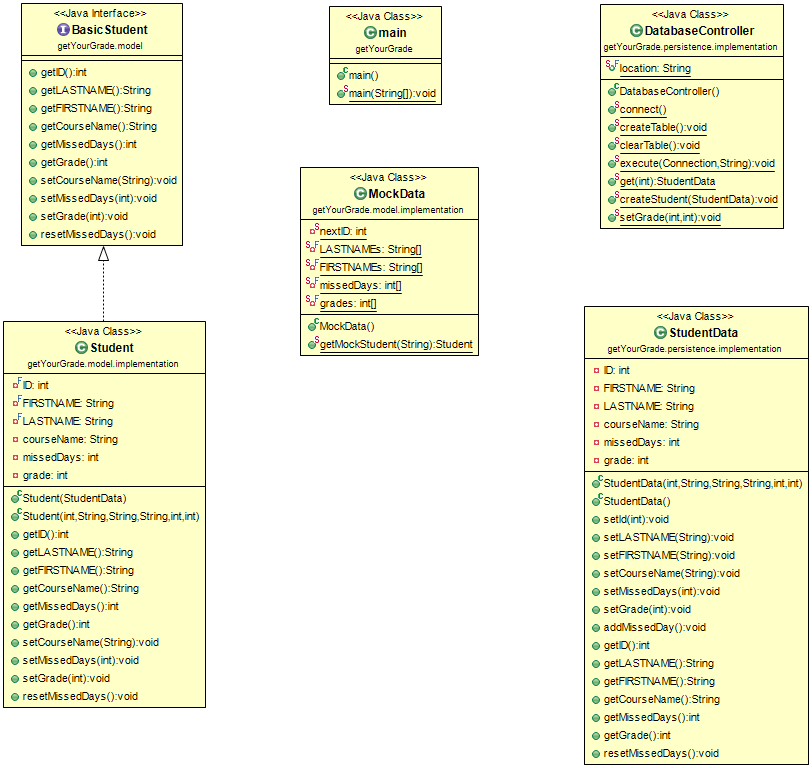 <<Java Interface>>
BasicStudent
getYourGrade.model
getID():int
getLASTNAME():String
getFIRSTNAME():String
getCourseName():String
getMissedDays():int
getGrade():int
setCourseName(String):void
setMissedDays(int):void
setGrade(int):void
resetMissedDays():void
<<Java Class>>
main
getYourGrade
main()
main(String[]):void
<<Java Class>>
DatabaseController
getYourGrade.persistence.implementation
location: String
DatabaseController()
connect()
createTable():void
clearTable():void
execute(Connection,String):void
get(int):StudentData
createStudent(StudentData):void
setGrade(int,int):void
<<Java Class>>
MockData
getYourGrade.model.implementation
nextID: int
LASTNAMEs: String[]
FIRSTNAMEs: String[]
missedDays: int[]
grades: int[]
MockData()
getMockStudent(String):Student
<<Java Class>>
Student
getYourGrade.model.implementation
ID: int
FIRSTNAME: String
LASTNAME: String
courseName: String
missedDays: int
grade: int
Student(StudentData)
Student(int,String,String,String,int,int)
getID():int
getLASTNAME():String
getFIRSTNAME():String
getCourseName():String
getMissedDays():int
getGrade():int
setCourseName(String):void
setMissedDays(int):void
setGrade(int):void
resetMissedDays():void
<<Java Class>>
StudentData
getYourGrade.persistence.implementation
ID: int
FIRSTNAME: String
LASTNAME: String
courseName: String
missedDays: int
grade: int
StudentData(int,String,String,String,int,int)
StudentData()
setId(int):void
setLASTNAME(String):void
setFIRSTNAME(String):void
setCourseName(String):void
setMissedDays(int):void
setGrade(int):void
addMissedDay():void
getID():int
getLASTNAME():String
getFIRSTNAME():String
getCourseName():String
getMissedDays():int
getGrade():int
resetMissedDays():void